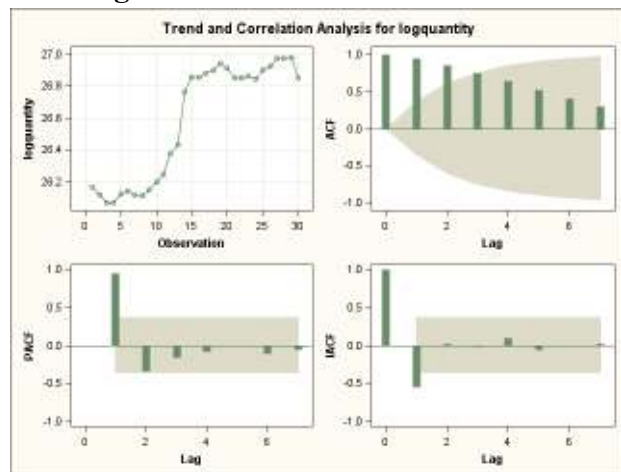 Trend and Correlation Analysis for logquantity
logquantity
27.0
26.8
26.6
26.4
26.2
0 5 10 15 20 25 30
Observation
ACF
1.0
0.5
0.0
-0.5
-1.0
0 2 4 6
Lag
PACF
1.0
0.5
0.0
-0.5
-1.0
0 2 4 6
Lag
IACF
1.0
0.5
0.0
-0.5
-1.0
0 2 4 6
Lag